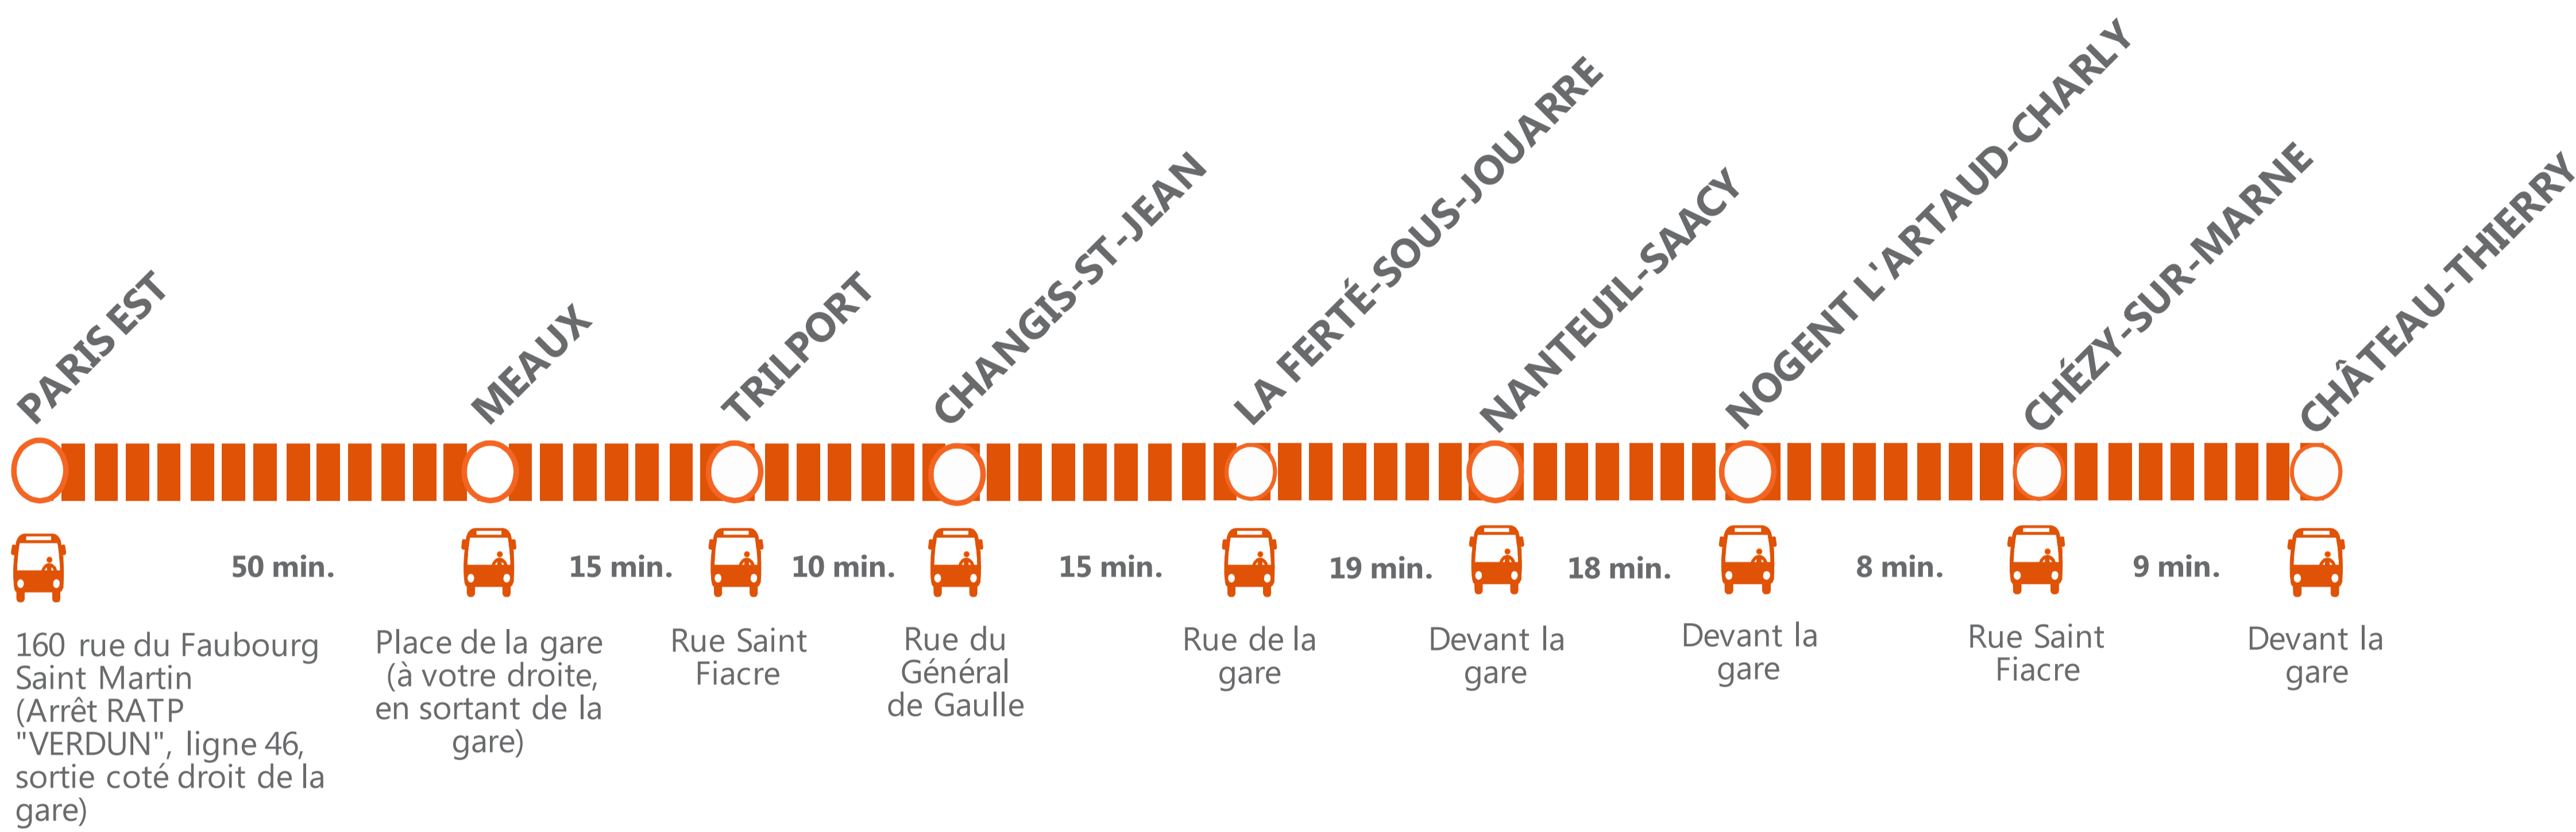 PARIS EST
MEAUX
TRILPORT
CHANGIS-ST-JEAN
LA FERTÉ-SOUS-JOUARRE
NANTEUIL-SAACY
NOGENT L'ARTAUD-CHARLY
CHÉZY-SUR-MARNE
CHÂTEAU-THIERRY
50 min.
15 min.
10 min.
15 min.
19 min.
18 min.
8 min.
9 min.
160 rue du Faubourg
Saint Martin
(Arrêt RATP
"VERDUN", ligne 46,
sortie coté droit de la
gare)
Place de la gare
(à votre droite,
en sortant de la
gare)
Rue Saint
Fiacre
Rue du
Général
de Gaulle
Rue de la
gare
Devant la
gare
Devant la
gare
Rue Saint
Fiacre
Devant la
gare